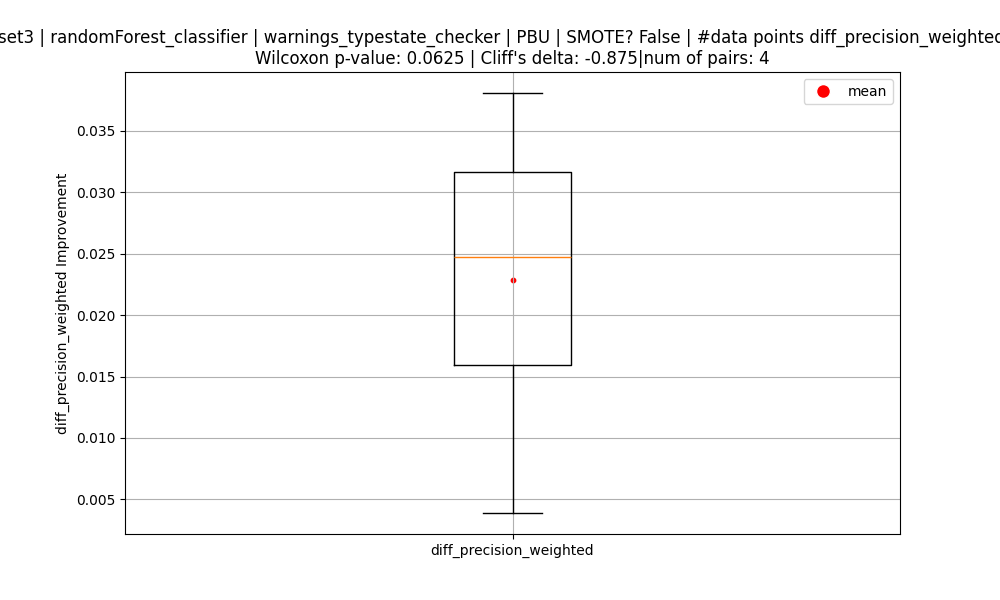 set3 | randomForest_classifier | warnings_typestate_checker | PBU | SMOTE? False | #data points diff_precision_weighted
Wilcoxon p-value: 0.0625 | Cliff's delta: -0.875|num of pairs: 4
mean
0.035
0.030
0.025
0.020
0.015
0.010
0.005
diff_precision_weighted Improvement
diff_precision_weighted